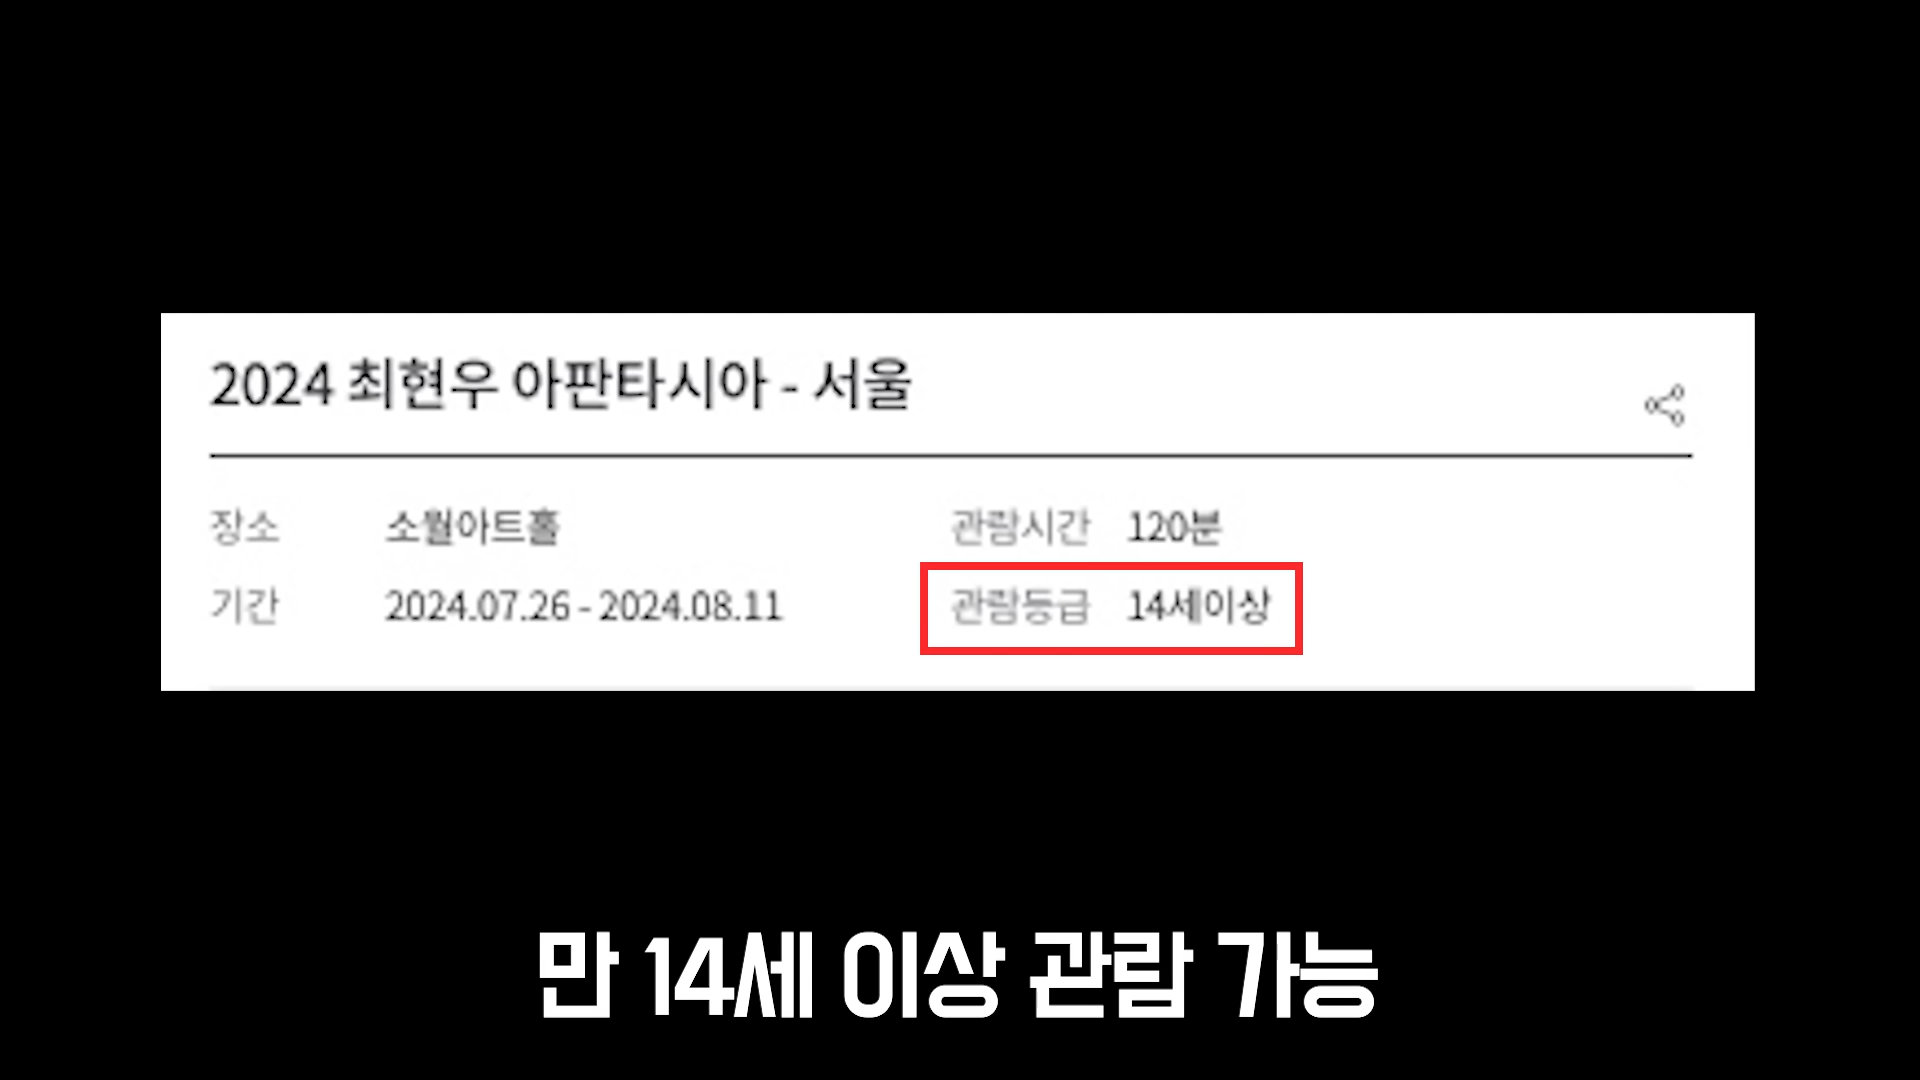 2024 최현우 아판타시아 - 서울
장소 소월아트홀 관람시간 120분
기간 2024.07.26 - 2024.08.11 관람등급 14세이상
만 14세 이상 관람 가능